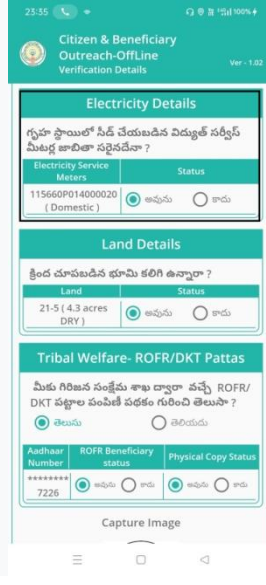 23:55
100%
Citizen & Beneficiary
Outreach-OffLine
Verification Details
Ver - 1.02
Electricity Details
గృహ స్థాయిలో సీడ్ చేయబడిన విద్యుత్ సర్వీస్
మీటర్ల జాబితా సరైనదేనా ?
Electricity Service Meters
Status
115660P014000020
( Domestic )
అవును
కాదు
Land Details
క్రింద చూపబడిన భూమి కలిగి ఉన్నారా ?
Land
Status
21-5 ( 4.3 acres
DRY )
అవును
కాదు
Tribal Welfare- ROFR/
DKT Pattas
మీకు గిరిజన సంక్షేమ శాఖ ద్వారా వచ్చే ROFR/
DKT పట్టాల పంపిణీ పథకం గురించి తెలుసా ?
తెలుసు
తెలియదు
Aadhaar Number
ROFR Beneficiary status
Physical Copy Status
********
7226
అవును
కాదు
అవును
కాదు
Capture Image